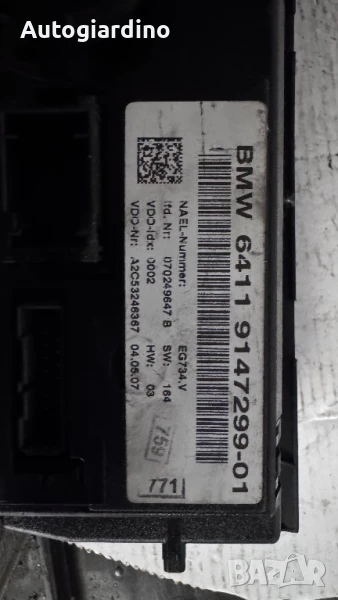 Autogiardino
BMW 6411 9147299-01
NAEL-Nummer: EG734.V
lfd. Nr: 070249647 B SW: 164
VDO-Idx: 0002 HW: 03
VDO-Nr: A2C53246367 04.06.07
759
771
BAZAR